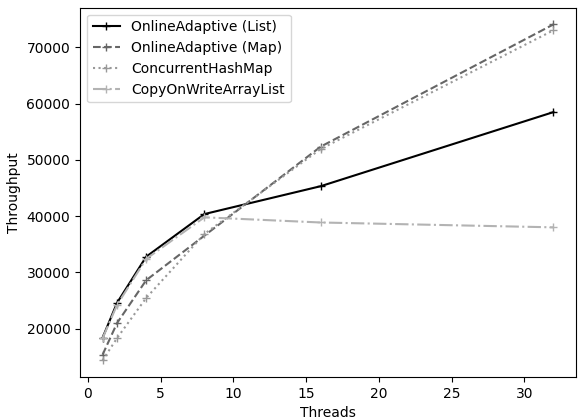 OnlineAdaptive (List)
OnlineAdaptive (Map)
ConcurrentHashMap
CopyOnWriteArrayList
70000
60000
50000
40000
30000
20000
Throughput
0 5 10 15 20 25 30
Threads